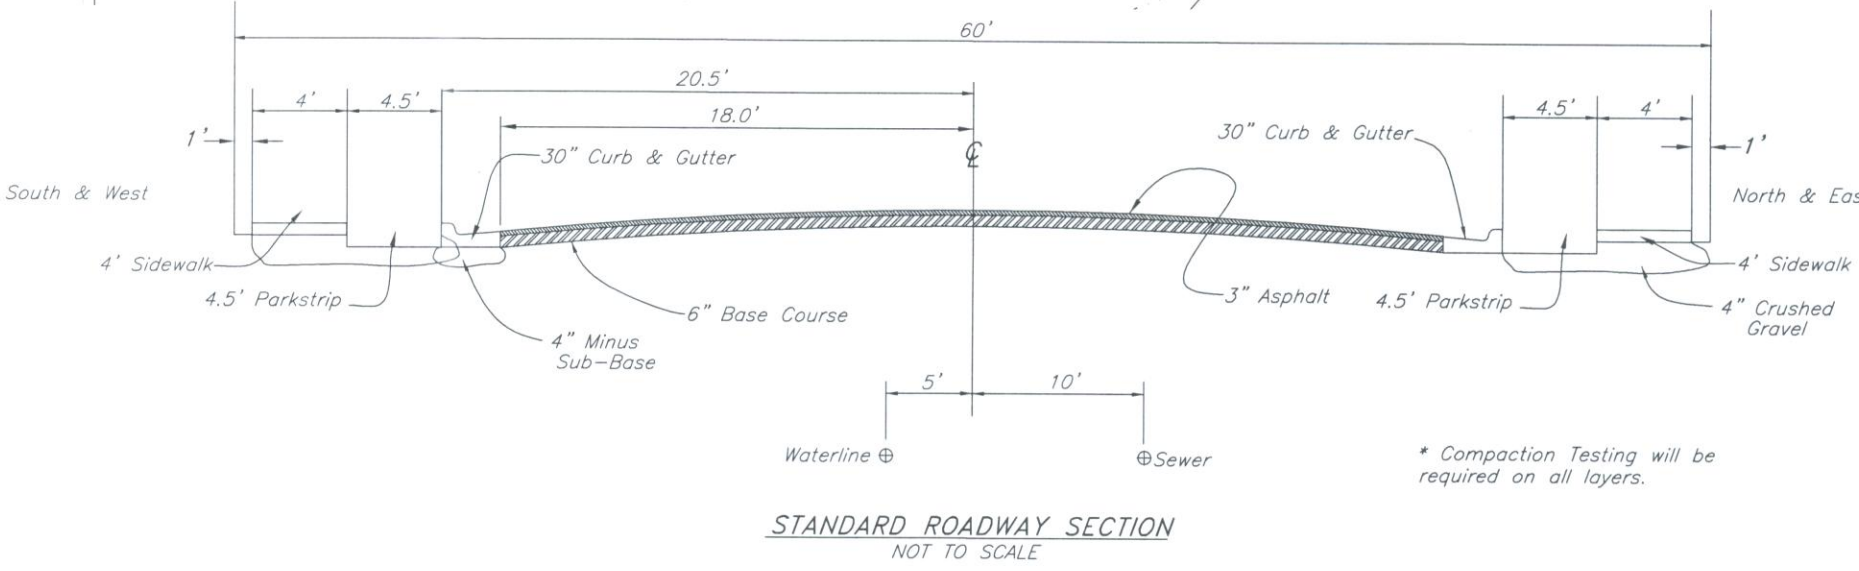 60'
20.5'
4'
4.5'
18.0'
4.5'
4'
1'
30" Curb & Gutter
30" Curb & Gutter
1'
℄
South & West
North & Eas
4' Sidewalk
4' Sidewalk
4.5' Parkstrip
3" Asphalt
4.5' Parkstrip
6" Base Course
4" Crushed
Gravel
4" Minus
Sub-Base
5'
10'
Waterline
Sewer
* Compaction Testing will be
required on all layers.
STANDARD ROADWAY SECTION
NOT TO SCALE